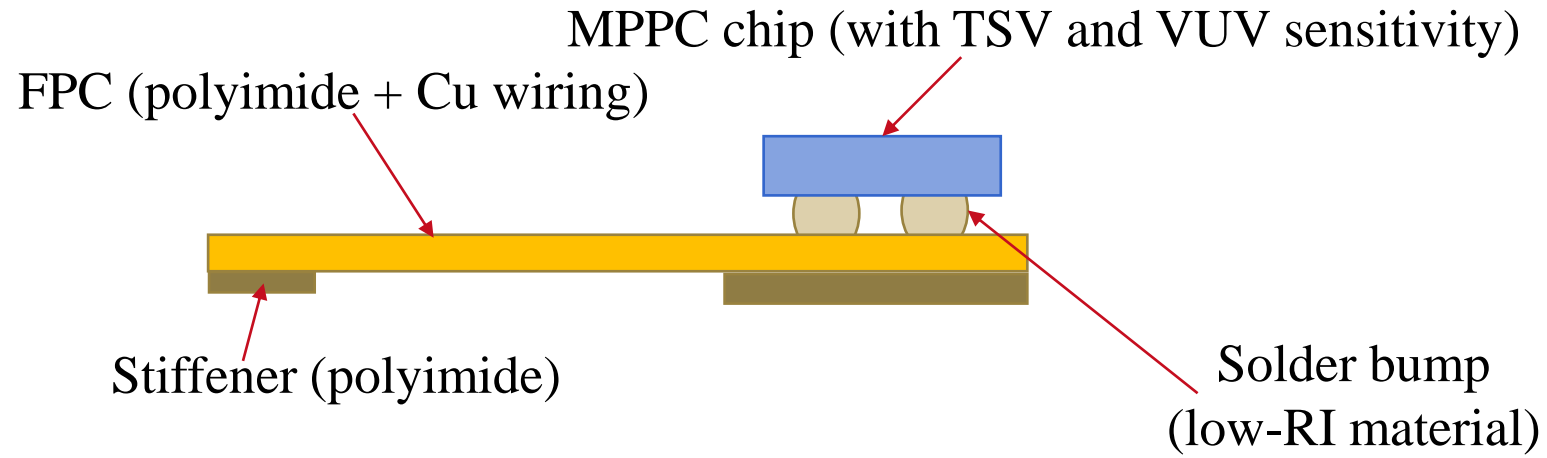 MPPC chip (with TSV and VUV sensitivity)
FPC (polyimide + Cu wiring)
Stiffener (polyimide)
Solder bump
(low-RI material)